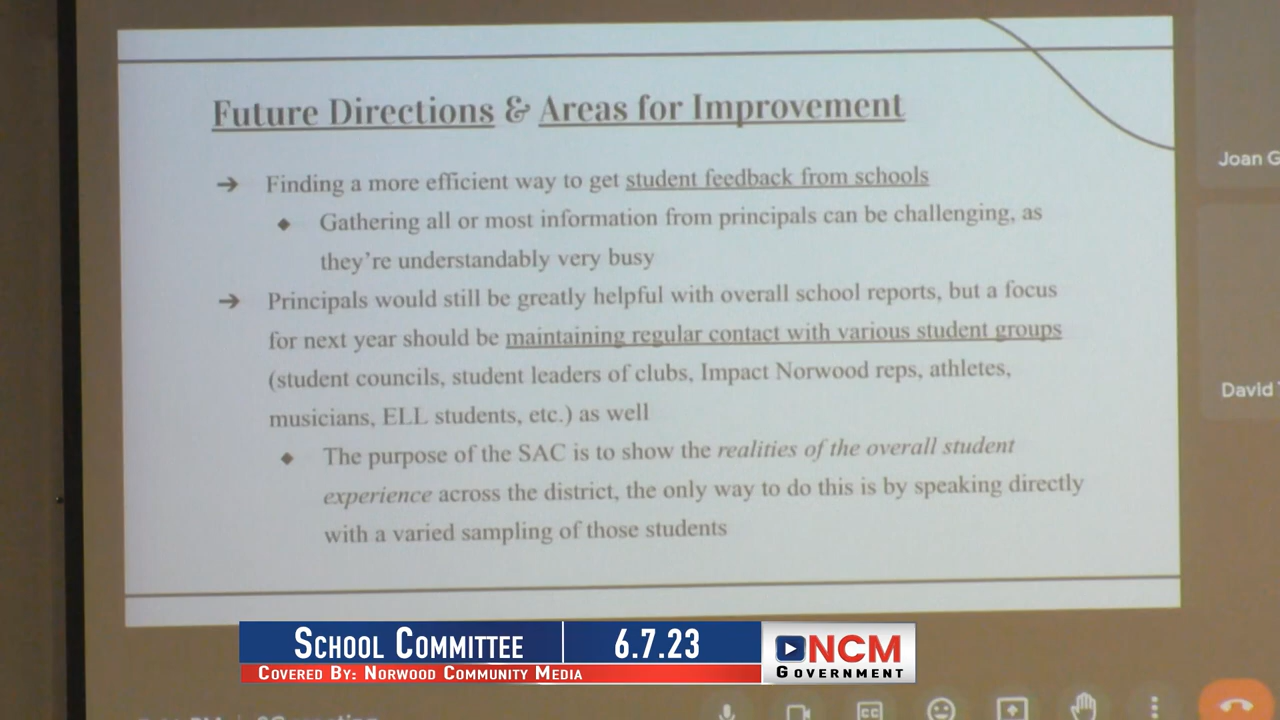 Future Directions & Areas for Improvement
➔ Finding a more efficient way to get student feedback from schools
◆ Gathering all or most information from principals can be challenging, as
they're understandably very busy
➔ Principals would still be greatly helpful with overall school reports, but a focus
for next year should be maintaining regular contact with various student groups
(student councils, student leaders of clubs, Impact Norwood reps, athletes,
musicians, ELL students, etc.) as well
◆ The purpose of the SAC is to show the realities of the overall student
experience across the district, the only way to do this is by speaking directly
with a varied sampling of those students
Joan G
David
School Committee 6.7.23
Covered By: Norwood Community Media
NCM
Government
CC